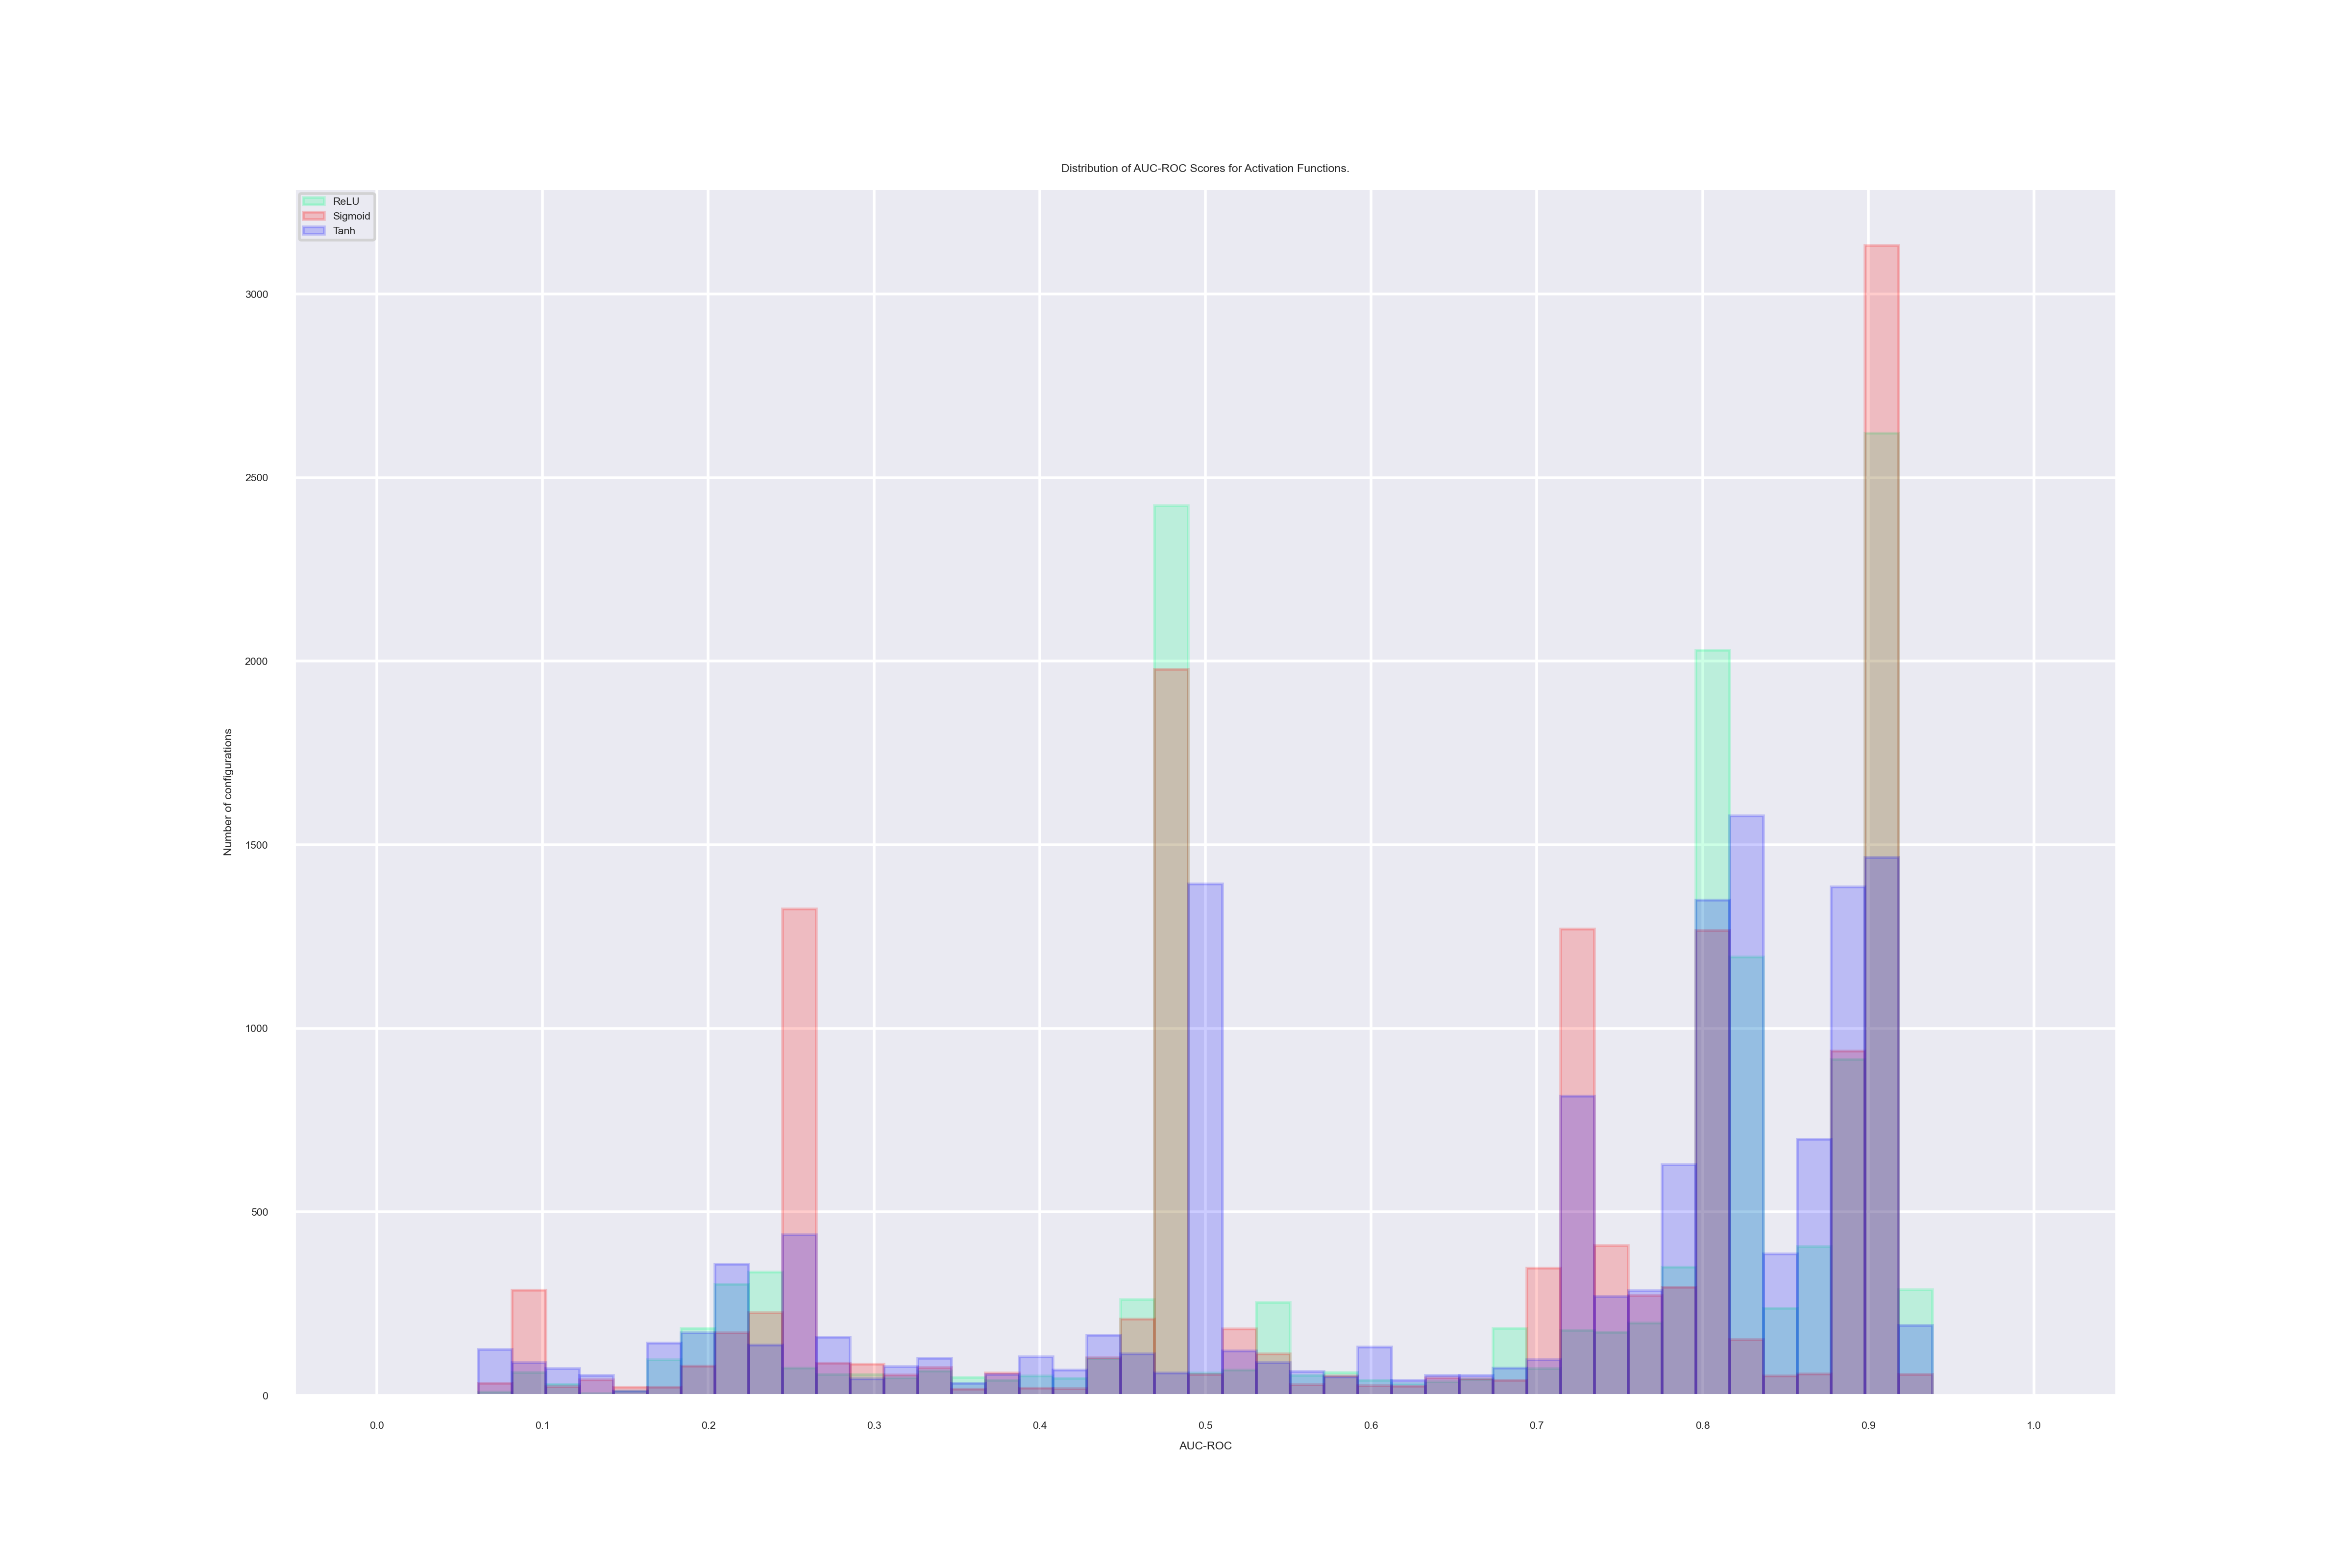 Distribution of AUC-ROC Scores for Activation Functions.
ReLU
Sigmoid
Tanh
Number of configurations
3000
2500
2000
1500
1000
500
0
0.0 0.1 0.2 0.3 0.4 0.5 0.6 0.7 0.8 0.9 1.0
AUC-ROC